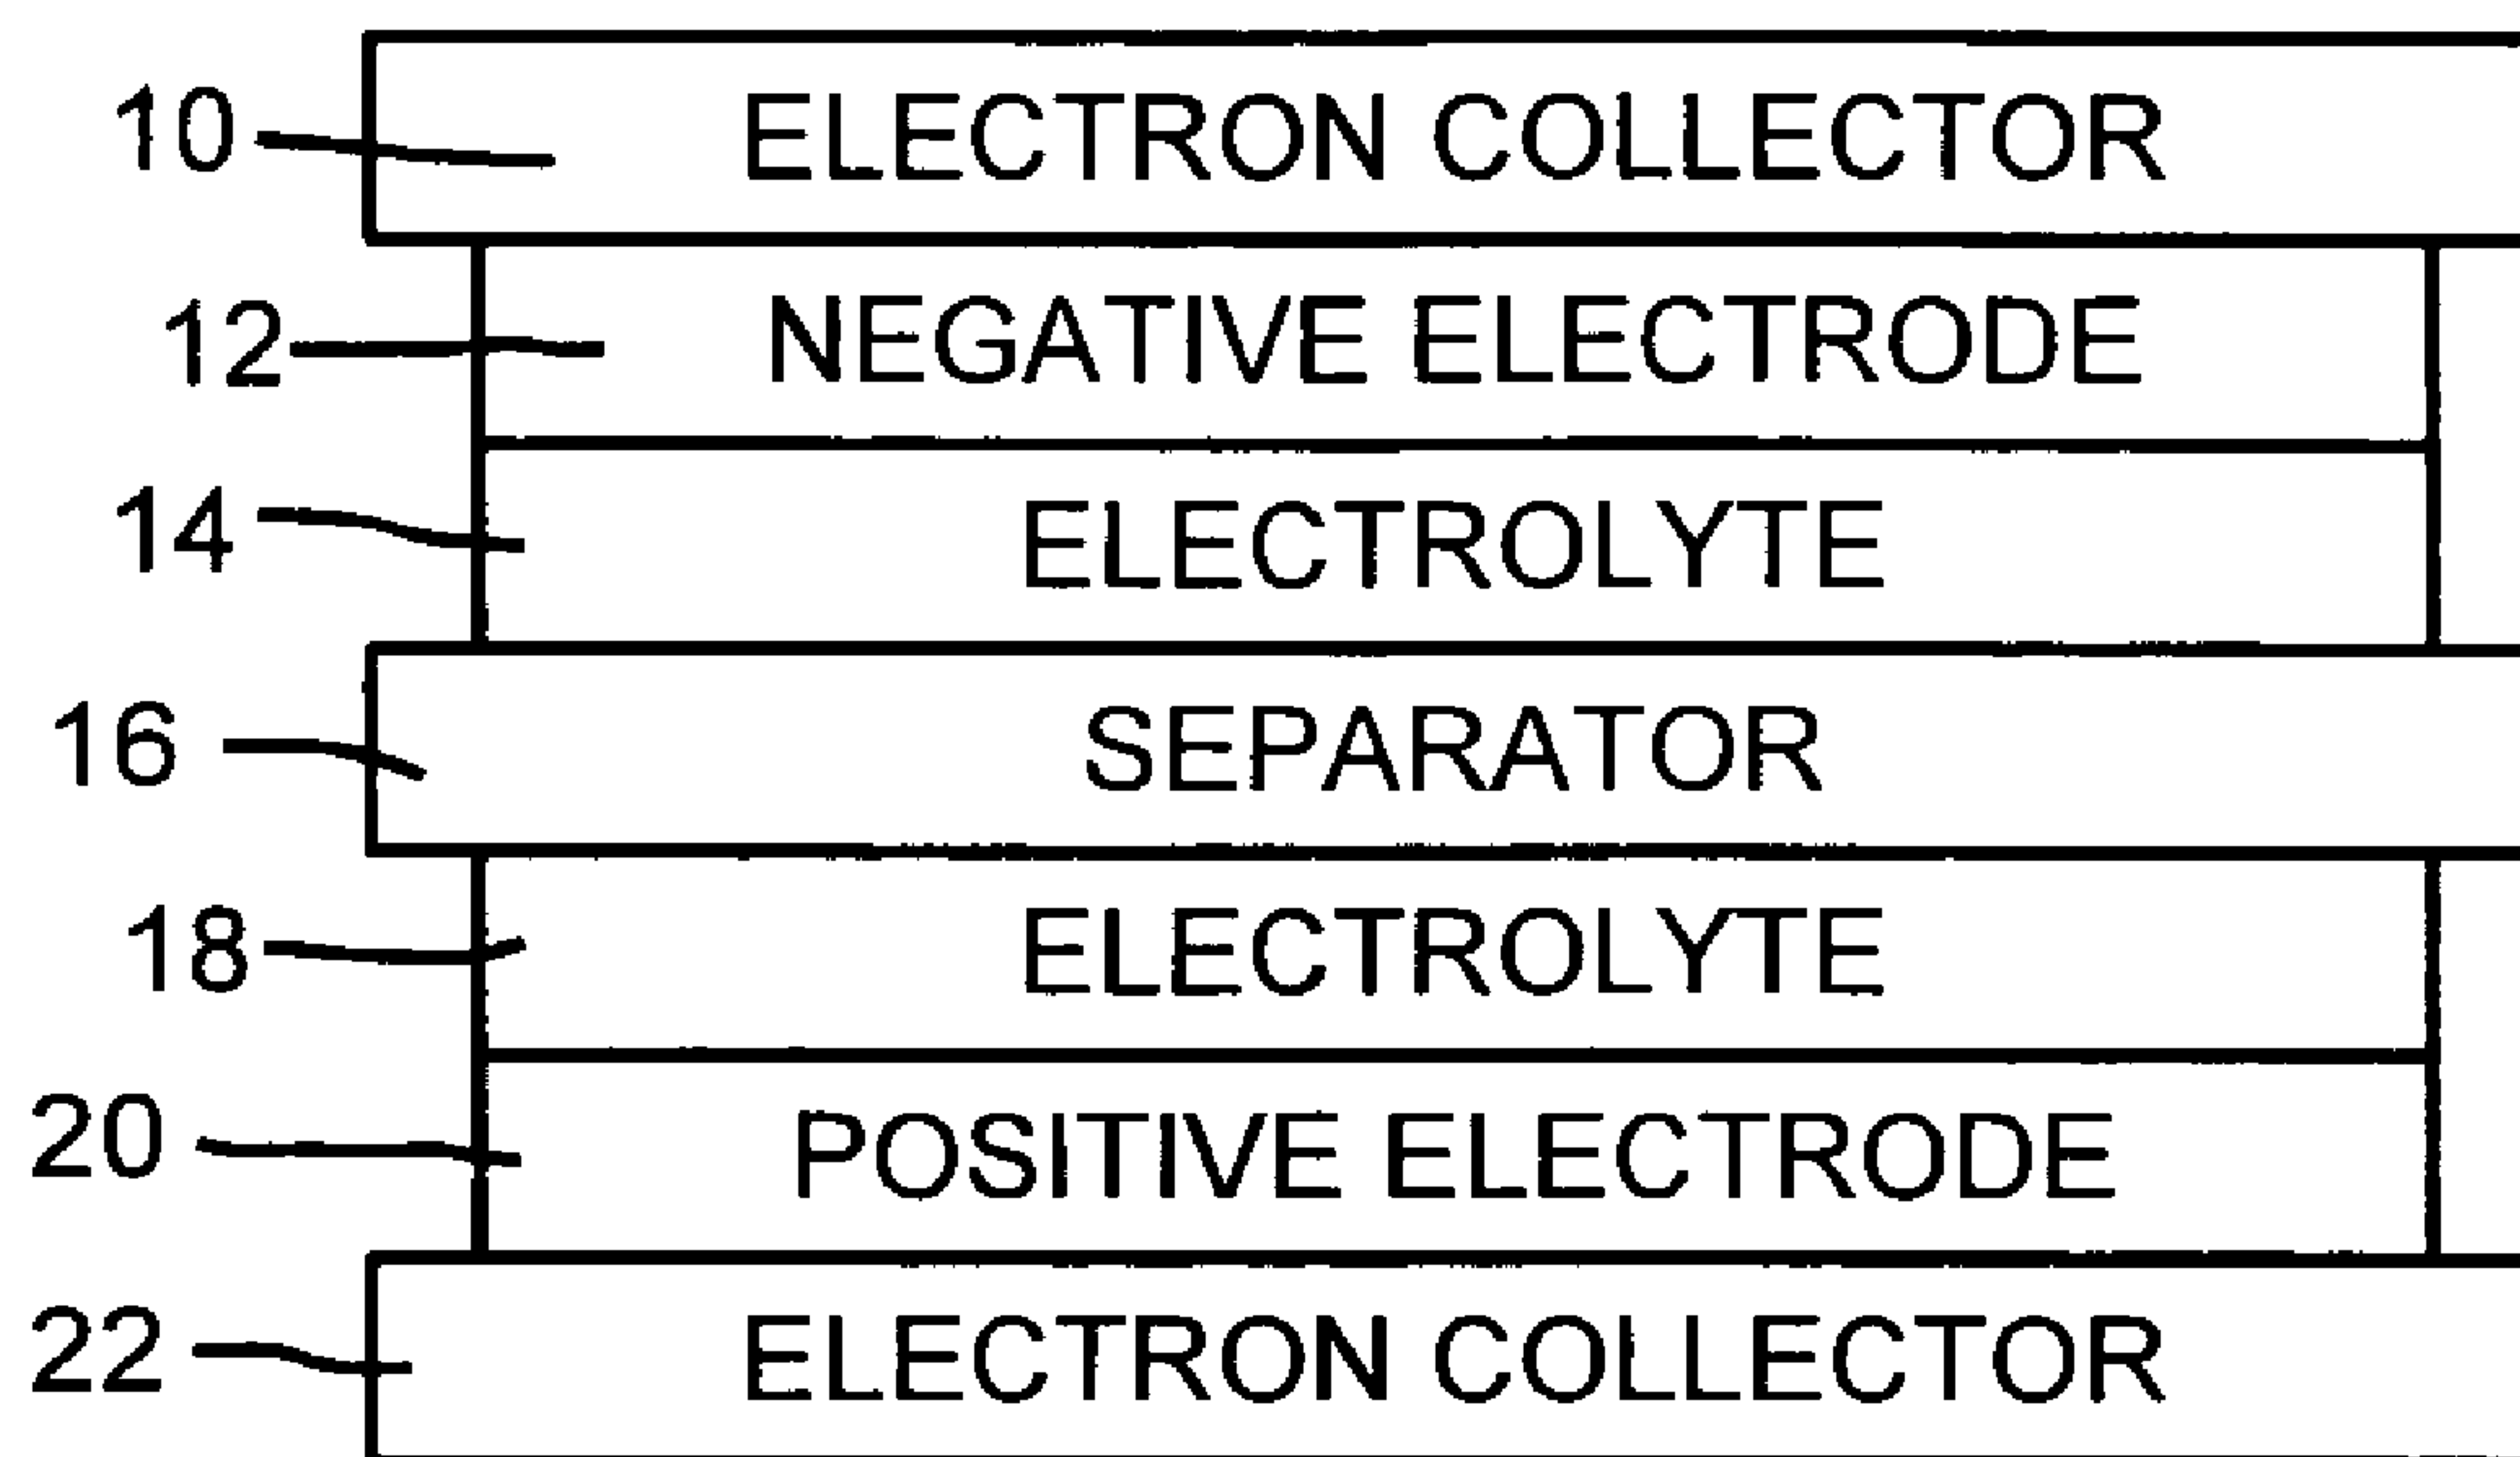 10 ELECTRON COLLECTOR
12 NEGATIVE ELECTRODE
14 ELECTROLYTE
16 SEPARATOR
18 ELECTROLYTE
20 POSITIVE ELECTRODE
22 ELECTRON COLLECTOR